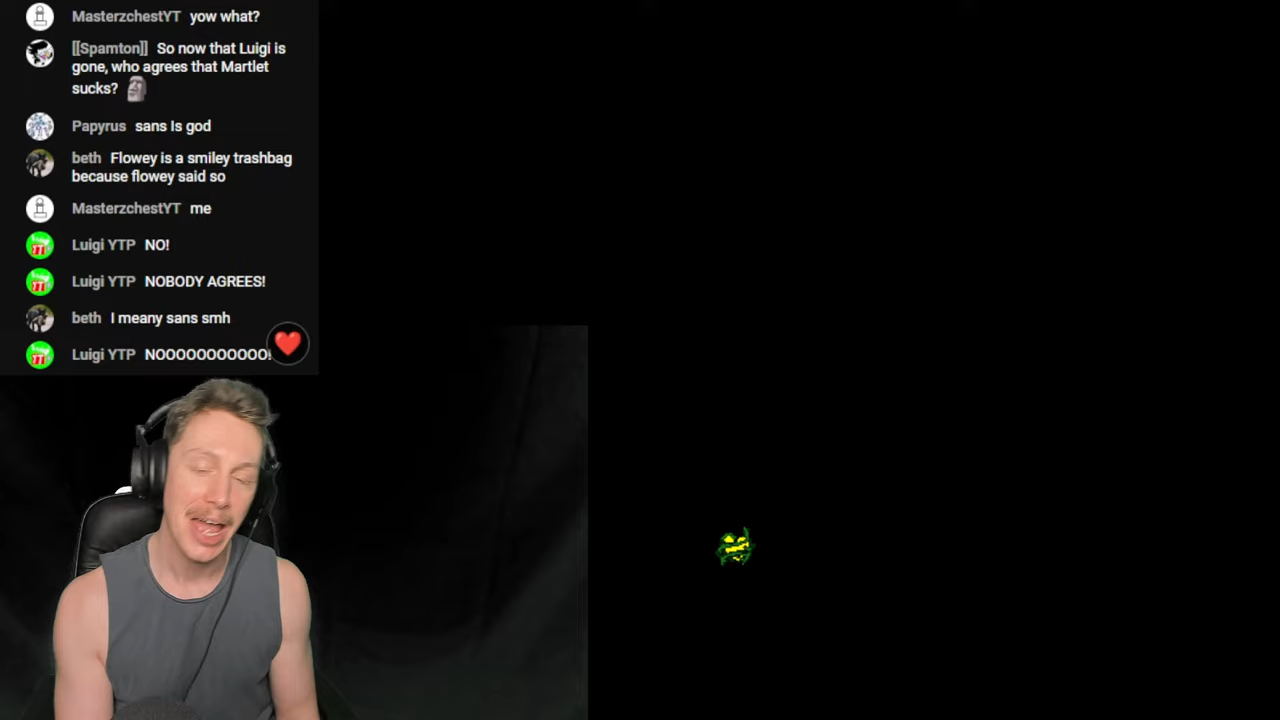 MasterzchestYT yow what?
[[Spamton]] So now that Luigi is
gone, who agrees that Martlet
sucks?
Papyrus sans Is god
beth Flowey is a smiley trashbag
because flowey said so
MasterzchestYT me
Luigi YTP NO!
Luigi YTP NOBODY AGREES!
beth I meany sans smh
Luigi YTP NOOOOOOOOOOO!